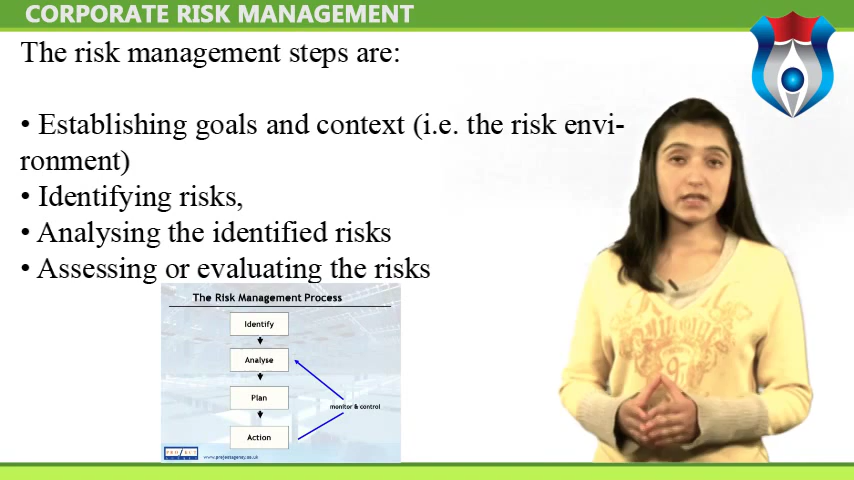 CORPORATE RISK MANAGEMENT
The risk management steps are:
• Establishing goals and context (i.e. the risk envi-
ronment)
• Identifying risks,
• Analysing the identified risks
• Assessing or evaluating the risks
The Risk Management Process
Identify
Analyse
Plan
monitor & control
Action
PROJECT
www.projectagency.co.uk